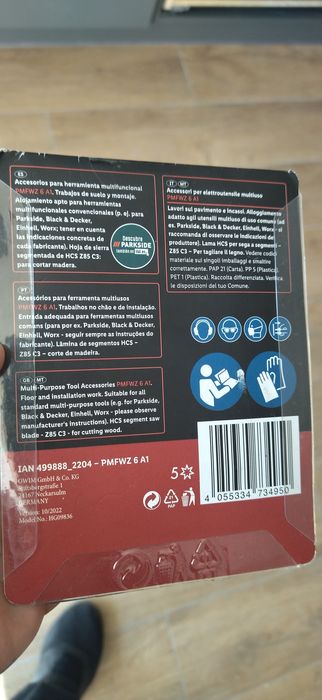 ES
Accesorios para herramienta multifuncional
PMFWZ 6 A1. Trabajos de suelo y montaje.
Alojamiento apto para herramientas
multifuncionales convencionales (p. ej. para
Parkside, Black & Decker,
Einhell, Worx; tener en cuenta
las indicaciones concretas de
cada fabricante). Hoja de sierra
segmentada de HCS Z85 C3:
para cortar madera.
Descubre
PARKSIDE
PT
Acessórios para ferramenta multiusos
PMFWZ 6 A1. Trabalhos no chão e de instalação.
Entrada adequada para ferramentas multiusos
comuns (para por ex. Parkside, Black & Decker,
Einhell, Worx - seguir sempre as instruções do
fabricante). Lâmina de segmentos HCS –
Z85 C3 – corte de madeira.
GB MT
Multi-Purpose Tool Accessories PMFWZ 6 A1.
Floor and installation work. Suitable for all
standard multi-purpose tools (e.g. for Parkside,
Black & Decker, Einhell, Worx - please observe
manufacturer's instructions). HCS segment saw
blade - Z85 C3 - for cutting wood.
IT MT
Accessori per elettroutensile multiuso
PMFWZ 6 A1
Lavori sul pavimento e incassi. Alloggiamento
adatto agli utensili multiuso di uso comune (ad
es. Parkside, Black & Decker, Einhell, Worx - si
raccomanda di osservare le indicazioni del
produttore). Lama HCS per sega a segmenti –
Z85 C3 - Per tagliare il legno. Vedere codici
materiale su singoli imballaggi e smaltire
correttamente. PAP 21 (Carta). PP 5 (Plastica).
PET 1 (Plastica). Raccolta differenziata. Verifica
le disposizioni del tuo Comune.
IAN 499888_2204 – PMFWZ 6 A1
OWIM GmbH & Co. KG
Stiftsbergstraße 1
74167 Neckarsulm
GERMANY
Version: 10/2022
Model No.: HG09836
5
21
PAP
4 055334 734950